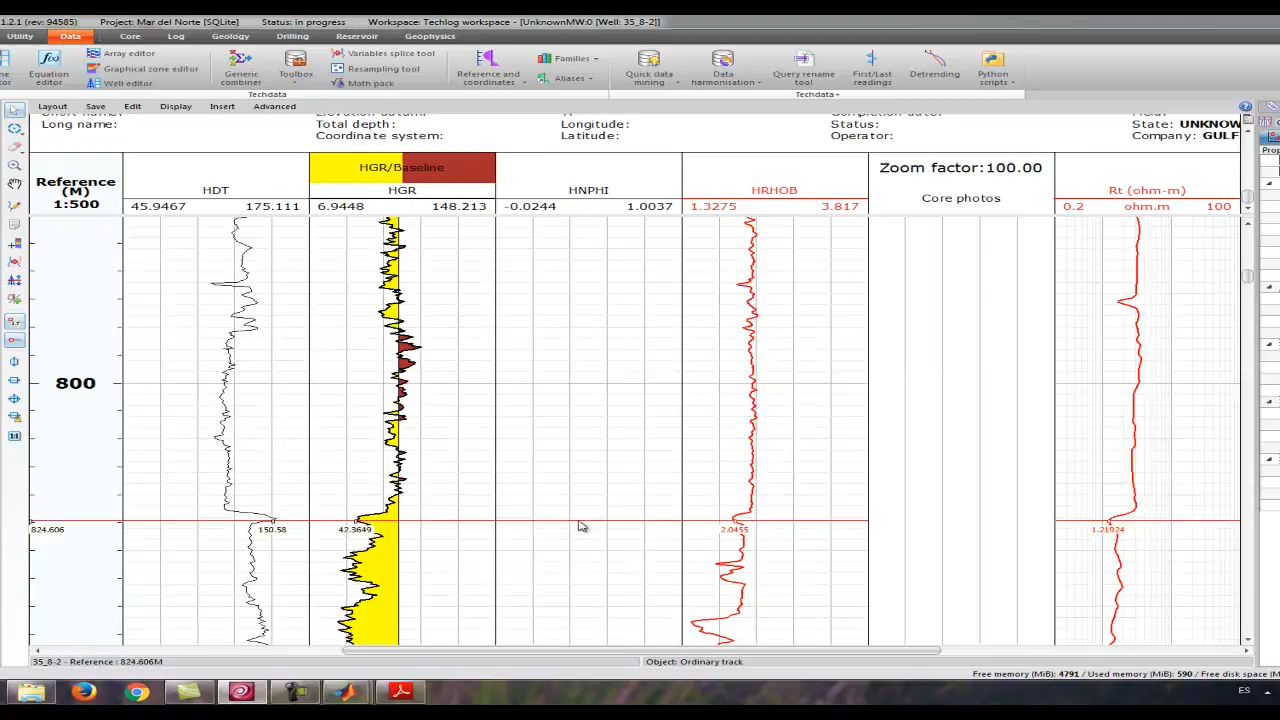 1.2.1 (rev: 94585) Project: Mar del Norte [SQLite] Status: in progress Workspace: Techlog workspace - [UnknownMW:0 [Well: 35_8-2]]
Utility Data Core Log Geology Drilling Reservoir Geophysics
Equation editor
Array editor
Graphical zone editor
Well editor
Generic combiner
Toolbox
Variables splice tool
Resampling tool
Math pack
Reference and coordinates
Families
Aliases
Quick data mining
Data harmonisation
Query rename tool
First/Last readings
Detrending
Python scripts
Techdata
Techdata
Layout Save Edit Display Insert Advanced
Long name: Total depth: Longitude: Status: State: UNKNOW
Coordinate system: Latitude: Operator: Company: GULF
Prop
HGR/Baseline
Reference
(M)
1:500
HDT HGR HNPHI HRHOB Zoom factor:100.00 Rt (ohm-m)
Core photos
45.9467 175.111 6.9448 148.213 -0.0244 1.0037 1.3275 3.817 0.2 ohm.m 100
800
824.606 150.58 42.3649 2.0455 1.21924
35_8-2 - Reference : 824.606M Object: Ordinary track
Free memory (MiB): 4791 / Used memory (MiB): 590 / Free disk space (M
ES